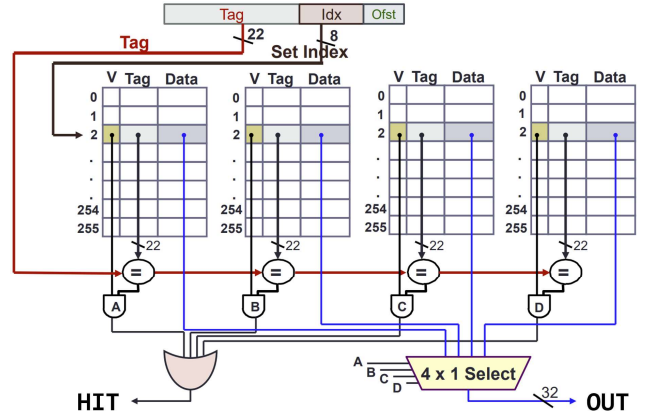 Tag Idx Ofst
22 8
Tag
Set Index
V Tag Data V Tag Data V Tag Data V Tag Data
0 0 0 0
1 1 1 1
2 2 2 2
. . . .
. . . .
. . . .
254 254 254 254
255 255 255 255
22 22 22 22
= = = =
A B C D
A
B
C
D
4 x 1 Select
HIT 32 OUT